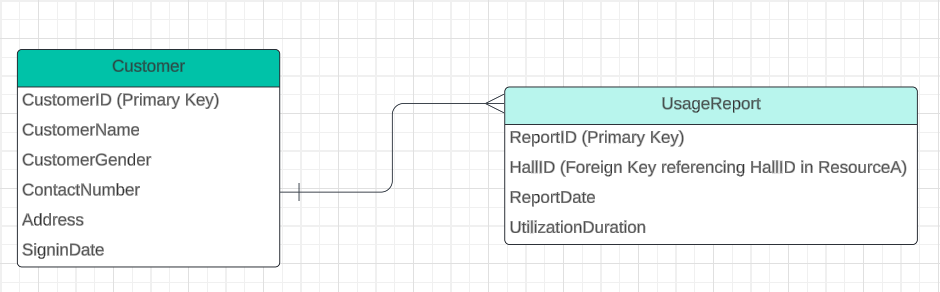 Customer
CustomerID (Primary Key)
CustomerName
CustomerGender
ContactNumber
Address
SigninDate
UsageReport
ReportID (Primary Key)
HallID (Foreign Key referencing HallID in ResourceA)
ReportDate
UtilizationDuration